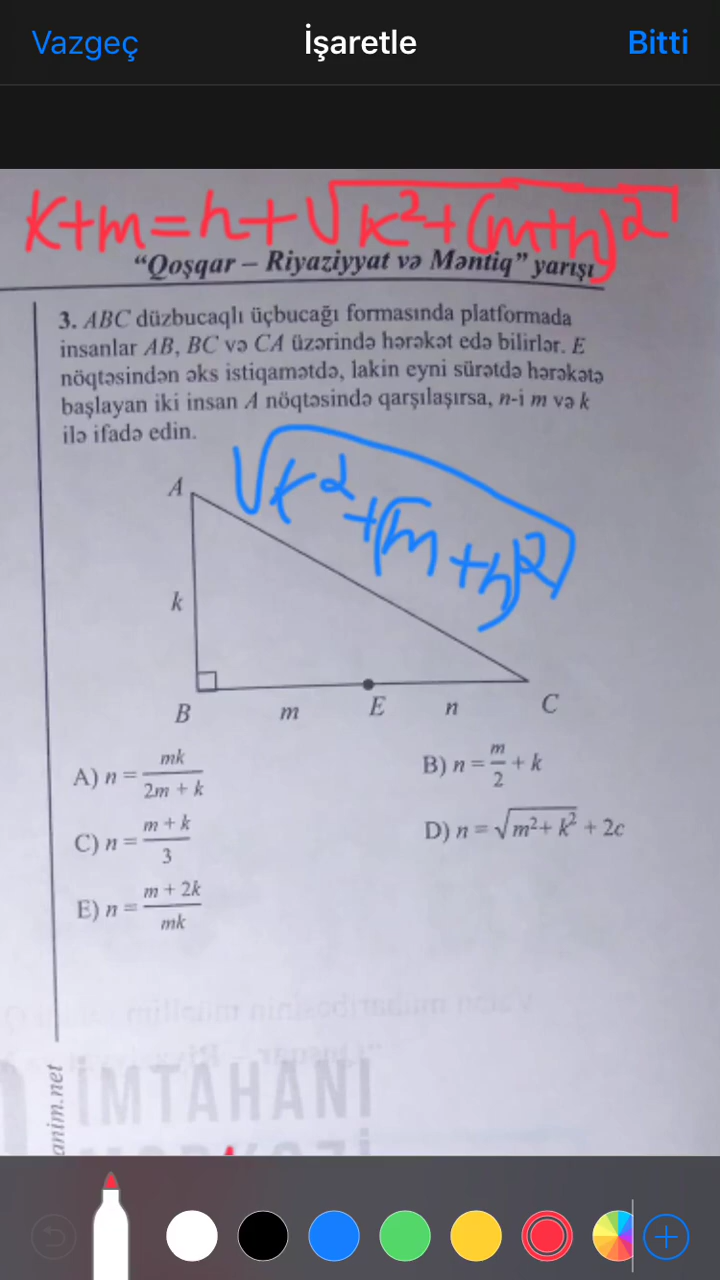 Vazgeç İşaretle Bitti
k+m=n+√k²+(m+n)²
“Qoşqar – Riyaziyyat və Məntiq” yarışı
3. ABC düzbucaqlı üçbucağı formasında platformada
insanlar AB, BC və CA üzərində hərəkət edə bilirlər. E
nöqtəsindən əks istiqamətdə, lakin eyni sürətdə hərəkətə
başlayan iki insan A nöqtəsində qarşılaşırsa, n-i m və k
ilə ifadə edin.
√k²+(m+n)²
A
k
B m E n C
A) n = mk / 2m + k
B) n = m/2 + k
C) n = m + k / 3
D) n = √m²+ k² + 2c
E) n = m + 2k / mk
İMTAHANI
anim.net